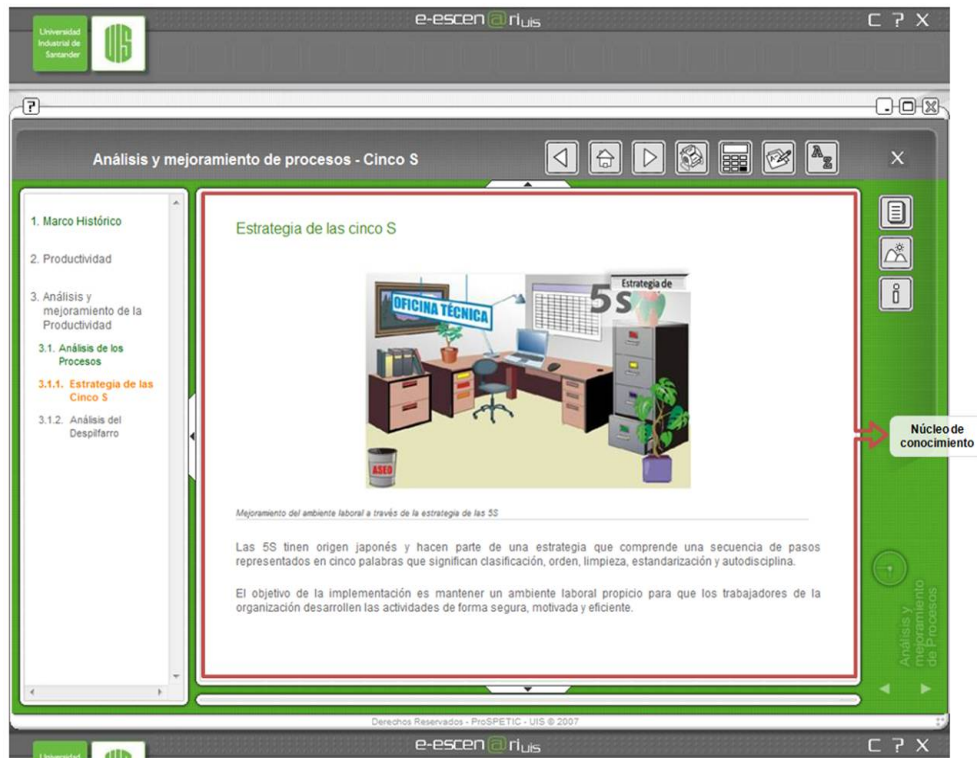 Universidad
Industrial de
Santander
UIS
e-escen@riUIS
C ? X
?
Análisis y mejoramiento de procesos - Cinco S
A
Z
X
1. Marco Histórico
2. Productividad
3. Análisis y
mejoramiento de la
Productividad
3.1. Análisis de los
Procesos
3.1.1. Estrategia de las
Cinco S
3.1.2. Análisis del
Despilfarro
Estrategia de las cinco S
OFICINA TÉCNICA
Estrategia de
5S
ASEO
Mejoramiento del ambiente laboral a través de la estrategia de las 5S
Las 5S tinen origen japonés y hacen parte de una estrategia que comprende una secuencia de pasos
representados en cinco palabras que significan clasificación, orden, limpieza, estandarización y autodisciplina.
El objetivo de la implementación es mantener un ambiente laboral propicio para que los trabajadores de la
organización desarrollen las actividades de forma segura, motivada y eficiente.
i
Núcleo de
conocimiento
Análisis y
mejoramiento
de Procesos
Derechos Reservados - ProSPETIC - UIS © 2007
Universidad
e-escen@riUIS
C ? X